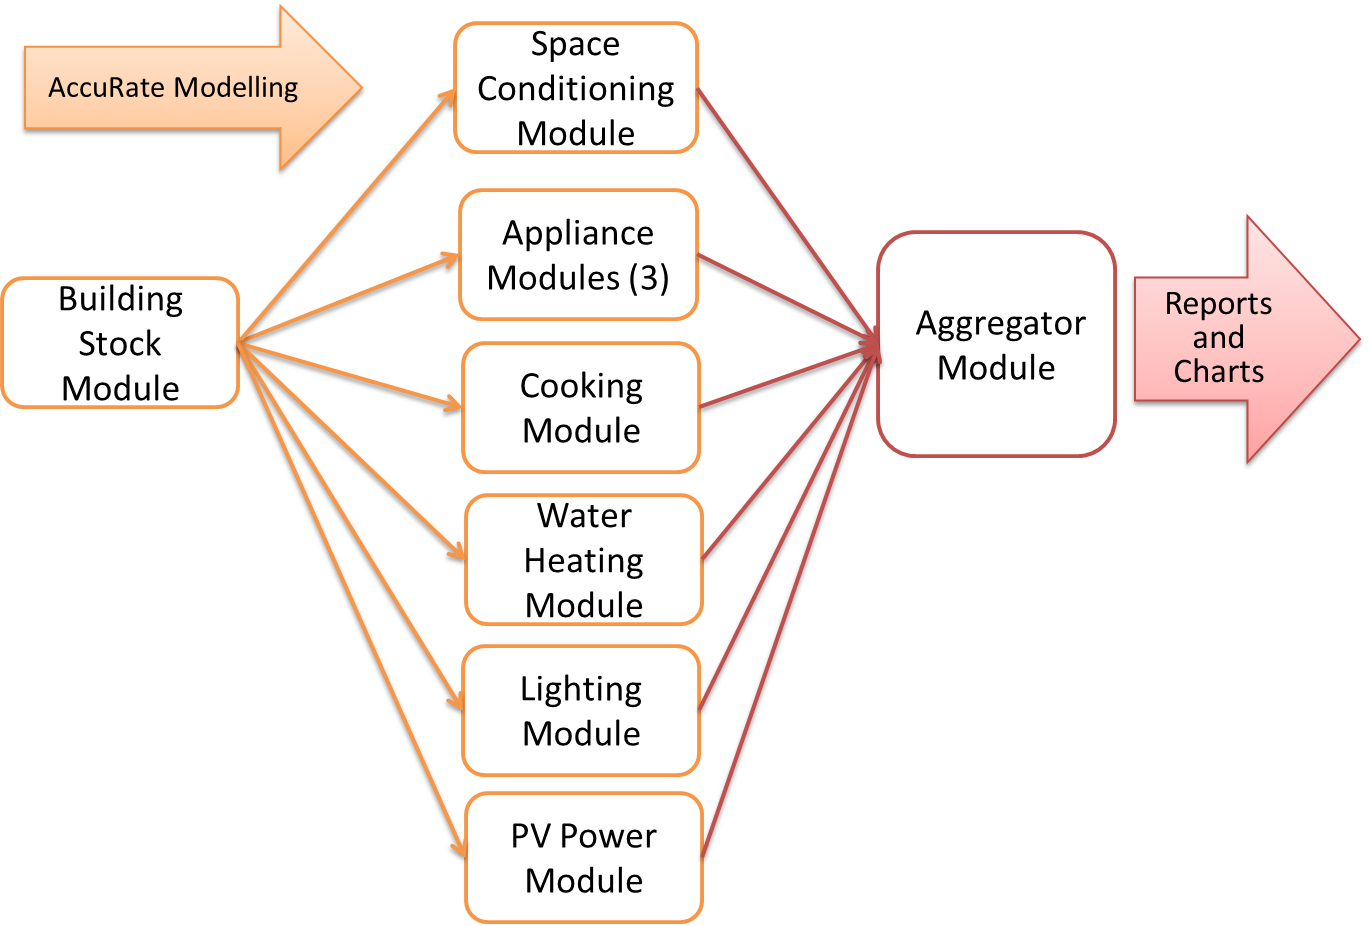 AccuRate Modelling
Space
Conditioning
Module
Appliance
Modules (3)
Building
Stock
Module
Cooking
Module
Water
Heating
Module
Lighting
Module
PV Power
Module
Aggregator
Module
Reports
and
Charts